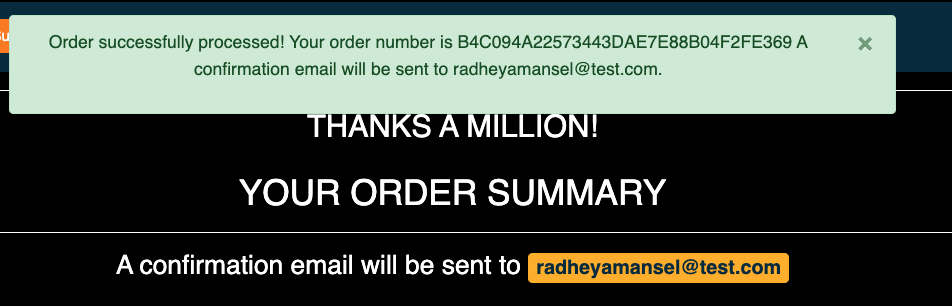 Su
Order successfully processed! Your order number is B4C094A22573443DAE7E88B04F2FE369 A
confirmation email will be sent to radheyamansel@test.com.
×
THANKS A MILLION!
YOUR ORDER SUMMARY
A confirmation email will be sent to radheyamansel@test.com